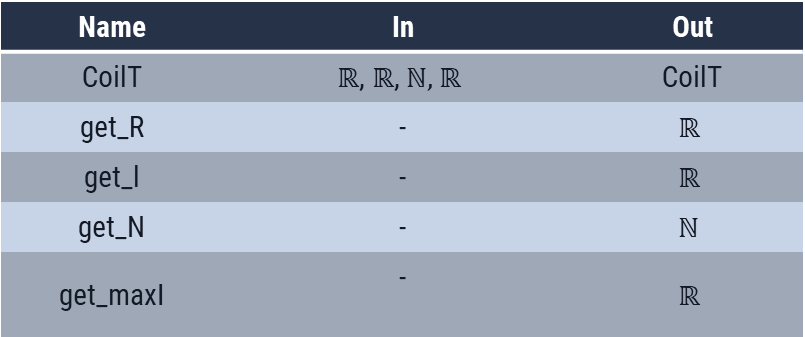 Name In Out
CoilT ℝ, ℝ, ℕ, ℝ CoilT
get_R - ℝ
get_l - ℝ
get_N - ℕ
get_maxI - ℝ